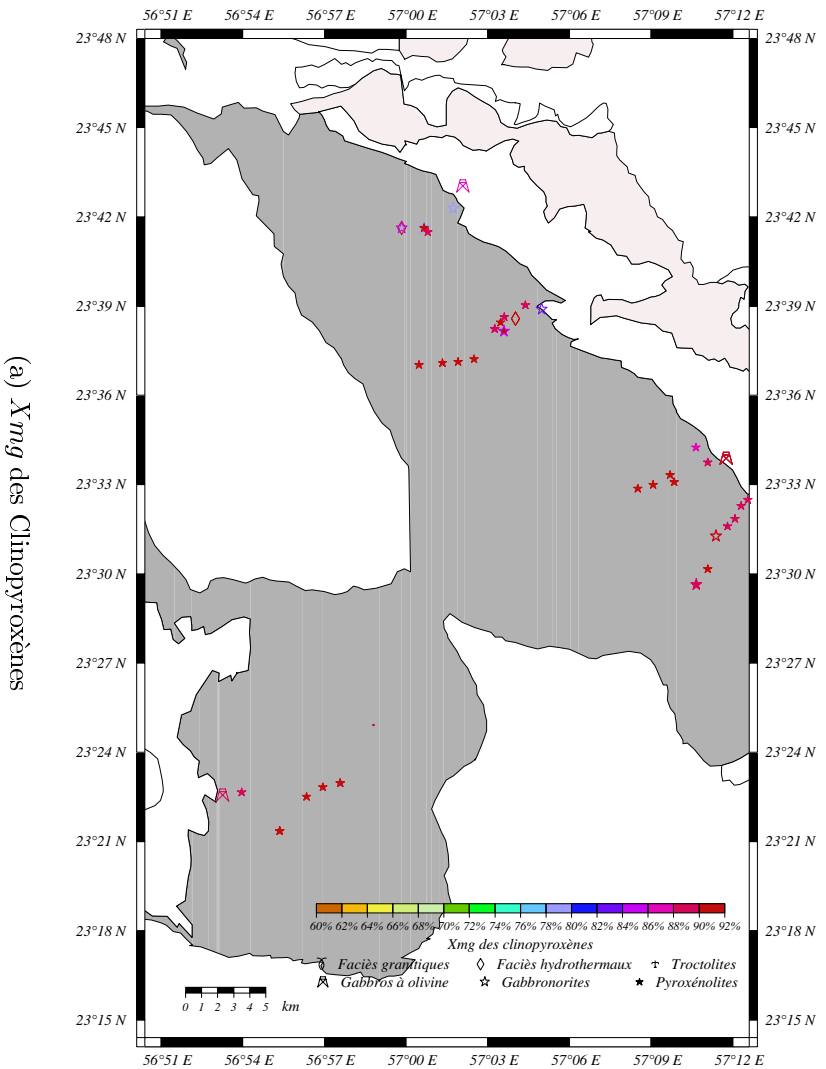 56°51 E 56°54 E 56°57 E 57°00 E 57°03 E 57°06 E 57°09 E 57°12 E
23°48 N 23°48 N
23°45 N 23°45 N
23°42 N 23°42 N
23°39 N 23°39 N
23°36 N 23°36 N
23°33 N 23°33 N
23°30 N 23°30 N
23°27 N 23°27 N
23°24 N 23°24 N
23°21 N 23°21 N
23°18 N 23°18 N
23°15 N 23°15 N
(a) Xmg des Clinopyroxènes
60% 62% 64% 66% 68% 70% 72% 74% 76% 78% 80% 82% 84% 86% 88% 90% 92%
Xmg des clinopyroxènes
Faciès granitiques Faciès hydrothermaux Troctolites
Gabbros à olivine Gabbronorites Pyroxénolites
0 1 2 3 4 5 km
56°51 E 56°54 E 56°57 E 57°00 E 57°03 E 57°06 E 57°09 E 57°12 E